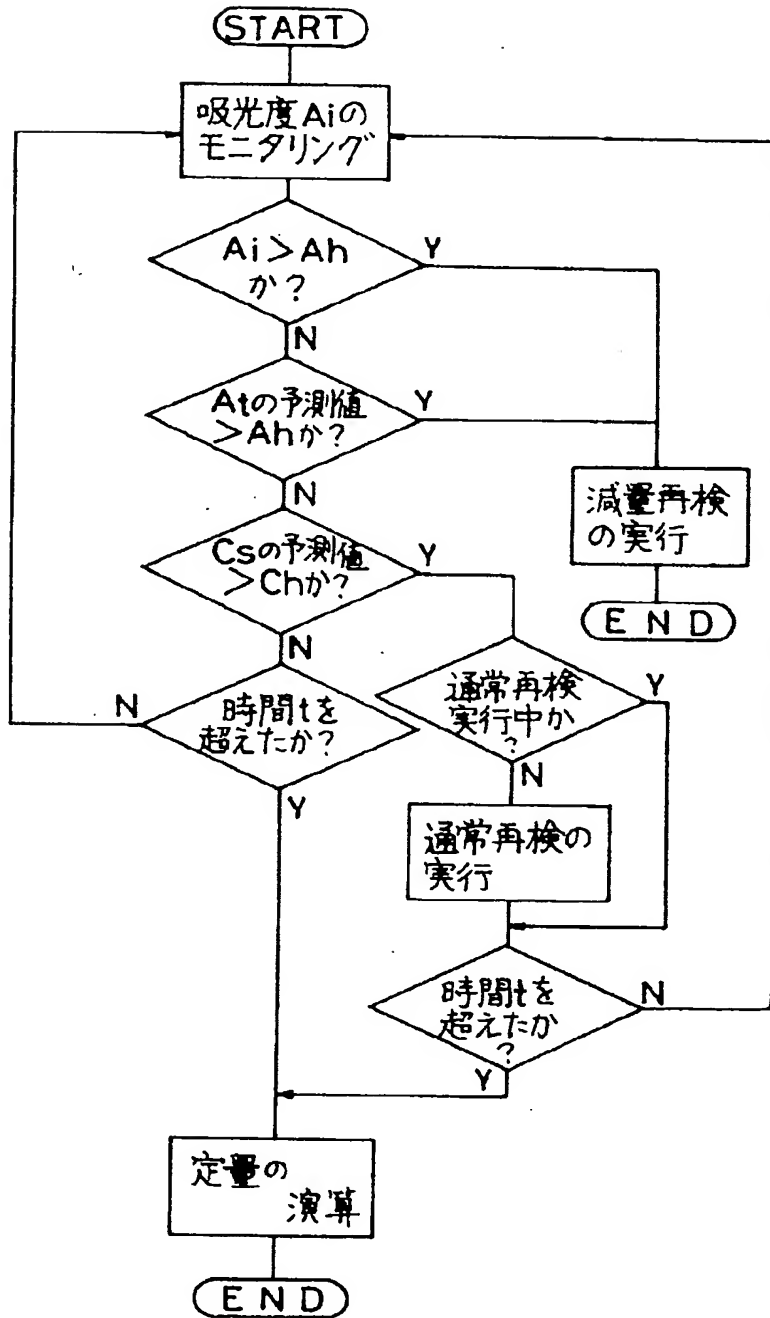 START
吸光度Aiの
モニタリング
Ai>Ah
か?
Y
N
Atの予測値
>Ahか?
Y
N
減量再検
の実行
END
Csの予測値
>Chか?
Y
N
通常再検
実行中か
?
Y
N
時間tを
超えたか?
N
Y
通常再検の
実行
時間tを
超えたか
?
N
Y
定量の
演算
END